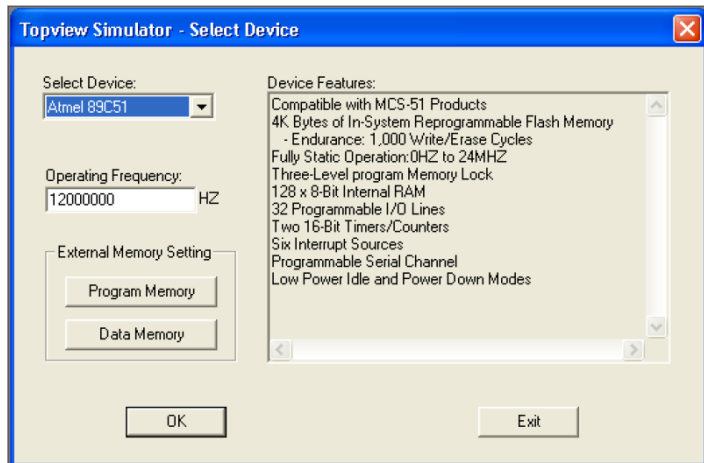 Topview Simulator - Select Device
Select Device:
Atmel 89C51
Operating Frequency:
12000000 HZ
External Memory Setting
Program Memory
Data Memory
Device Features:
Compatible with MCS-51 Products
4K Bytes of In-System Reprogrammable Flash Memory
- Endurance: 1,000 Write/Erase Cycles
Fully Static Operation:0HZ to 24MHZ
Three-Level program Memory Lock
128 x 8-Bit Internal RAM
32 Programmable I/O Lines
Two 16-Bit Timers/Counters
Six Interrupt Sources
Programmable Serial Channel
Low Power Idle and Power Down Modes
OK
Exit